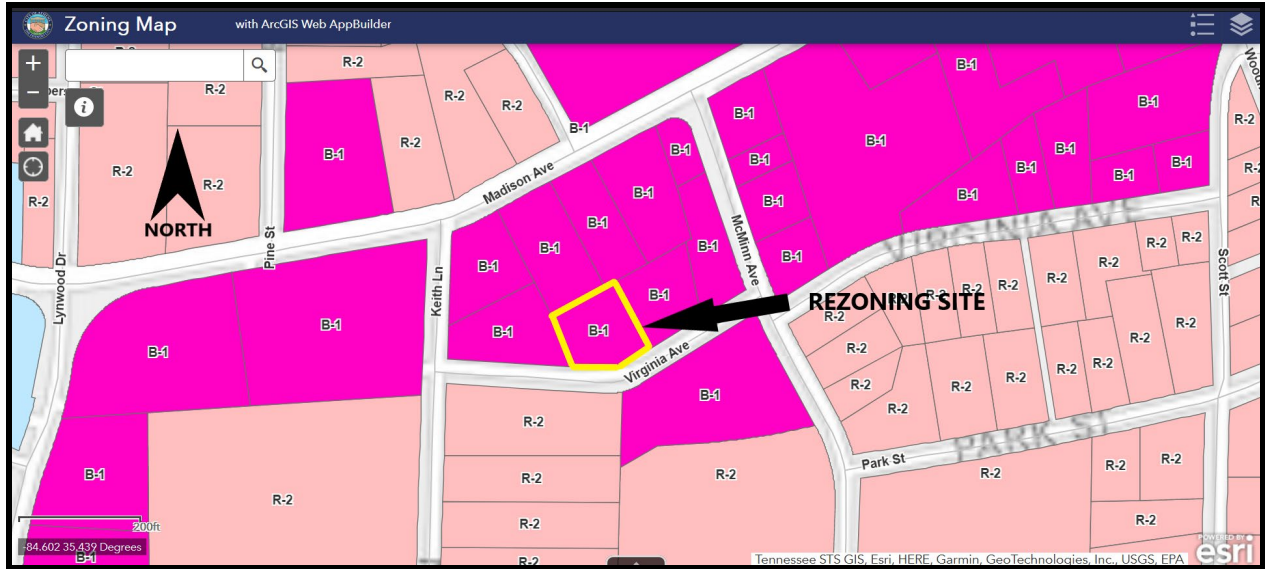 Zoning Map with ArcGIS Web AppBuilder
R-2
R-2
B-1
R-2
B-1
R-2
R-2
B-1
B-1
R-2
B-1
B-1
R-2
B-1
R-2
B-1
B-1
B-1
B-1
B-1
B-1
R-2
R-2
Madison Ave
B-1
B-1
B-1
B-1
R-2
NORTH
B-1
McMinn Ave
VIRGINIA AVE
R-2
R-2
Pine St
B-1
B-1
B-1
Lynwood Dr
Keith Ln
B-1
B-1
R-2
R-2
Scott St
R-2
R-2
R-2
R-2
B-1
REZONING SITE
R-2
B-1
B-1
B-1
B-1
R-2
R-2
R-2
Virginia Ave
R-2
R-2
R-2
R-2
R-2
R-2
B-1
R-2
R-2
PARK ST
Park St
B-1
R-2
R-2
R-2
R-2
R-2
R-2
R-2
R-2
200ft
-84.602 35.439 Degrees
B-1
R-2
Tennessee STS GIS, Esri, HERE, Garmin, GeoTechnologies, Inc., USGS, EPA
POWERED BY
esri